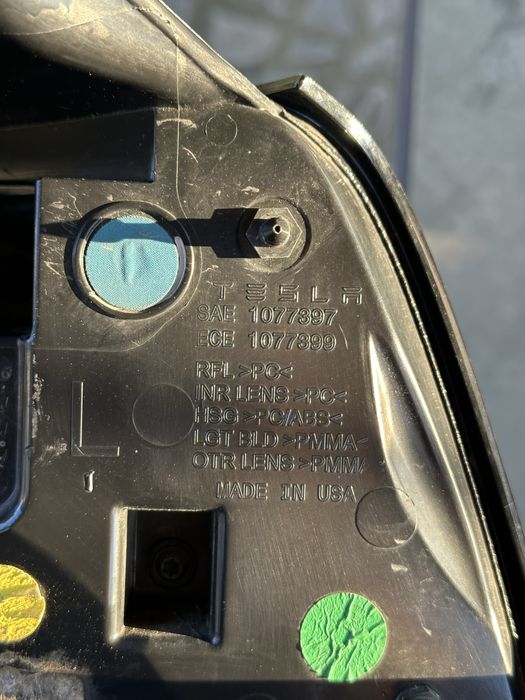 TESLA
SAE 1077397
ECE 1077399
RFL >PC<
INR LENS >PC<
HSG >PC/ABS<
LGT BLD >PMMA<
OTR LENS >PMMA
L
MADE IN USA